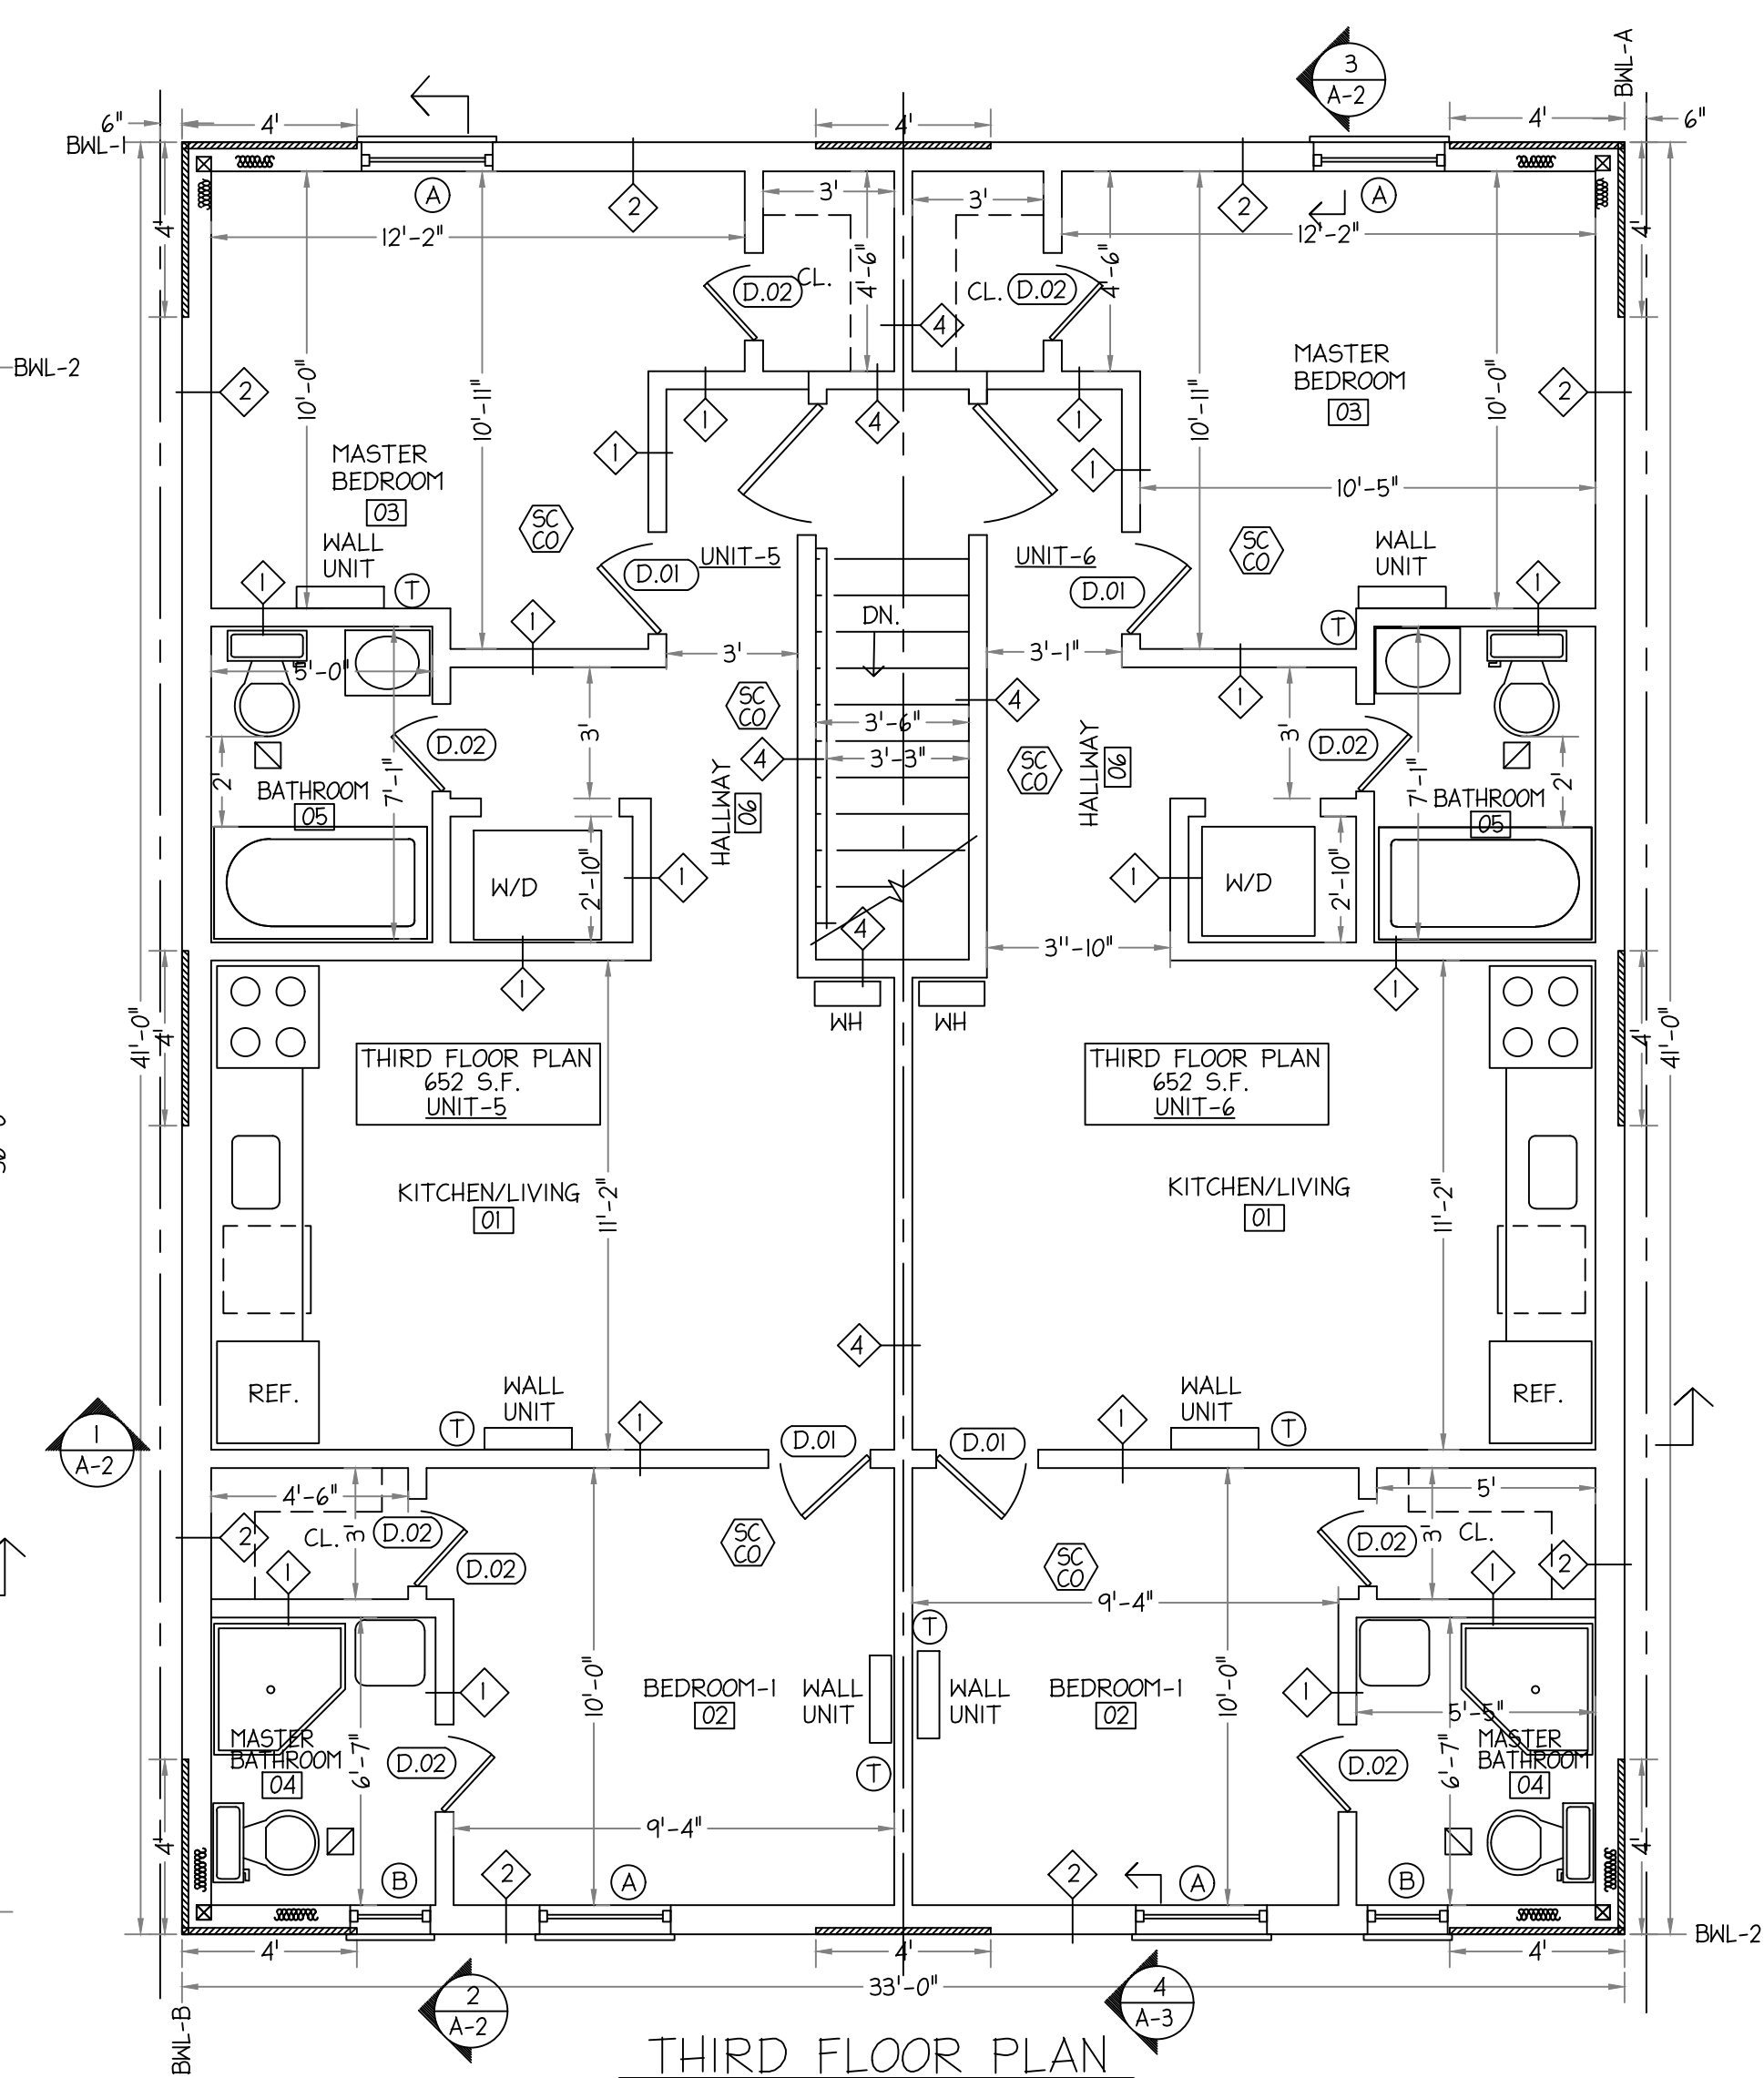 BWL-A
3
A-2
6"
4'
4'
4'
6"
BWL-1
A
2
3'
3'
2
A
4'
12'-2"
12'-2"
4'
D.02
CL.
4'-6"
CL.
D.02
4'-6"
4
BWL-2
2
10'-0"
10'-11"
1
4
1
10'-11"
MASTER
BEDROOM
03
10'-0"
2
1
1
MASTER
BEDROOM
03
10'-5"
SC
CO
SC
CO
WALL
UNIT
WALL
UNIT
UNIT-5
UNIT-6
1
T
D.01
D.01
1
1
DN.
T
5'-0"
3'
3'-1"
SC
CO
4
1
3'-6"
3'
D.02
3'
D.02
4
3'-3"
SC
CO
2'
7'-1"
HALLWAY
06
HALLWAY
06
7'-1"
2'
BATHROOM
05
BATHROOM
05
W/D
2'-10"
1
1
W/D
2'-10"
4
3''-10"
1
1
WH
WH
41'-0"
4'
4'
41'-0"
THIRD FLOOR PLAN
652 S.F.
UNIT-5
THIRD FLOOR PLAN
652 S.F.
UNIT-6
KITCHEN/LIVING
01
11'-2"
KITCHEN/LIVING
01
11'-2"
4
REF.
WALL
UNIT
WALL
UNIT
REF.
1
A-2
T
1
D.01
D.01
1
T
4'-6"
5'
2
CL.
3'
D.02
D.02
SC
CO
SC
CO
D.02
3'
CL.
2
1
1
9'-4"
T
1
10'-0"
BEDROOM-1
02
WALL
UNIT
WALL
UNIT
BEDROOM-1
02
10'-0"
1
5'-5"
MASTER
BATHROOM
04
6'-7"
D.02
T
D.02
6'-7"
MASTER
BATHROOM
04
4'
9'-4"
4'
B
2
A
2
A
B
4'
4'
4'
BWL-2
33'-0"
BWL-B
2
A-2
4
A-3
THIRD FLOOR PLAN